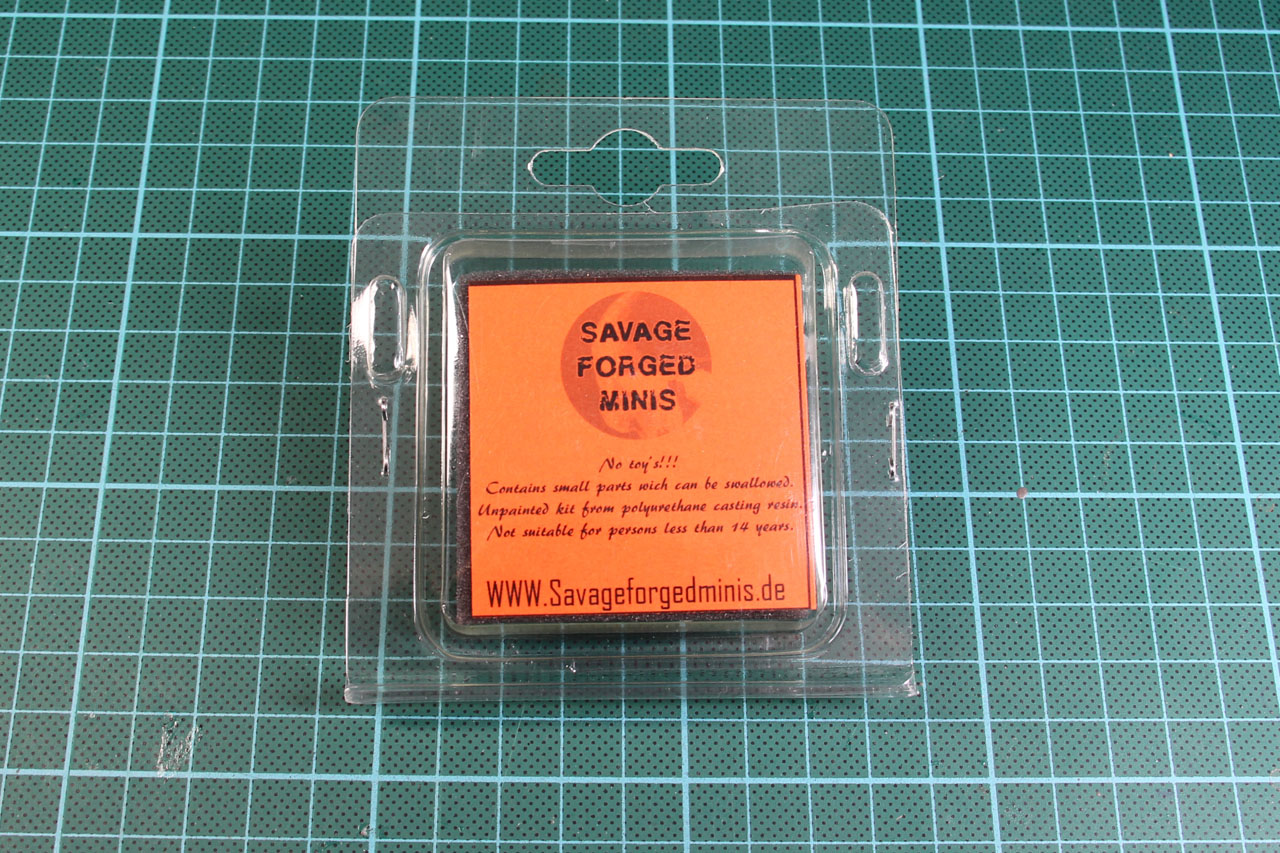 SAVAGE
FORGED
MINIS
No toy's!!!
Contains small parts wich can be swallowed.
Unpainted kit from polyurethane casting resin.
Not suitable for persons less than 14 years.
WWW.Savageforgedminis.de